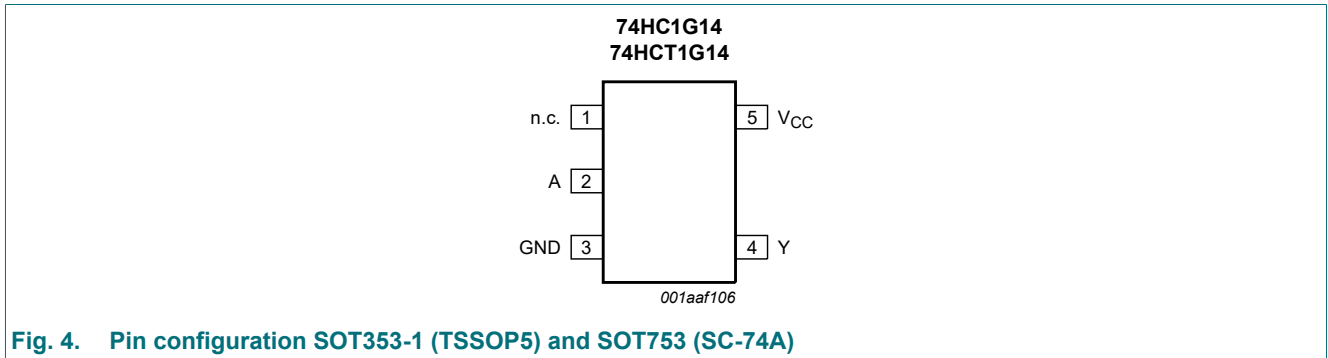 74HC1G14
74HCT1G14
n.c. 1
5 VCC
A 2
GND 3
4 Y
001aaf106
Fig. 4. Pin configuration SOT353-1 (TSSOP5) and SOT753 (SC-74A)